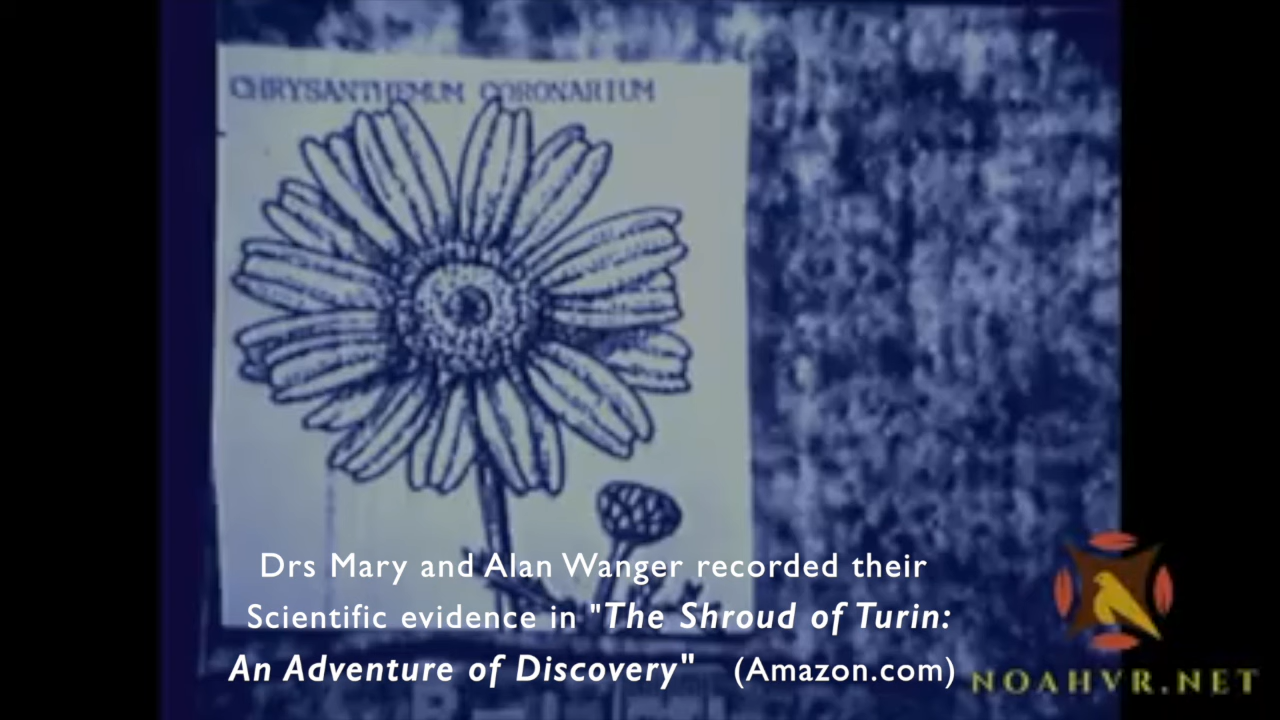 CHRYSANTHEMUM CORONARIUM
Drs Mary and Alan Wanger recorded their
Scientific evidence in "The Shroud of Turin:
An Adventure of Discovery" (Amazon.com)
NOAHVR.NET